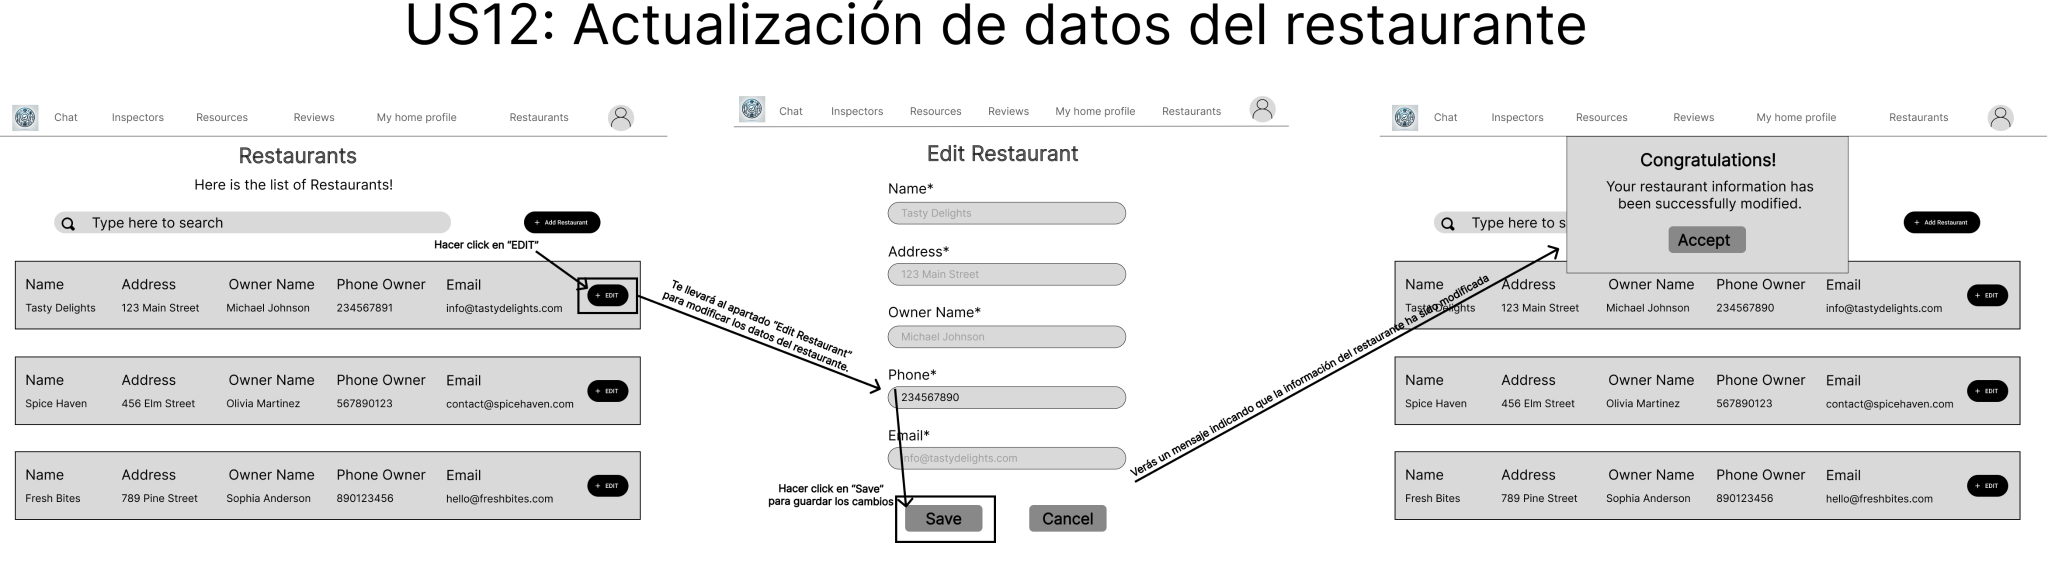 US12: Actualización de datos del restaurante
Chat Inspectors Resources Reviews My home profile Restaurants
Restaurants
Here is the list of Restaurants!
Type here to search
+ Add Restaurant
Hacer click en “EDIT”
Name Address Owner Name Phone Owner Email
Tasty Delights 123 Main Street Michael Johnson 234567891 info@tastydelights.com
+ EDIT
Name Address Owner Name Phone Owner Email
Spice Haven 456 Elm Street Olivia Martinez 567890123 contact@spicehaven.com
+ EDIT
Name Address Owner Name Phone Owner Email
Fresh Bites 789 Pine Street Sophia Anderson 890123456 hello@freshbites.com
+ EDIT
Te llevará al apartado “Edit Restaurant”
para modificar los datos del restaurante.
Chat Inspectors Resources Reviews My home profile Restaurants
Edit Restaurant
Name*
Tasty Delights
Address*
123 Main Street
Owner Name*
Michael Johnson
Phone*
234567890
Email*
info@tastydelights.com
Hacer click en “Save”
para guardar los cambios
Save
Cancel
Verás un mensaje indicando que la información del restaurante ha sido modificada
Chat Inspectors Resources Reviews My home profile Restaurants
Congratulations!
Your restaurant information has
been successfully modified.
Accept
Type here to s
+ Add Restaurant
Name Address Owner Name Phone Owner Email
Tasty Delights 123 Main Street Michael Johnson 234567890 info@tastydelights.com
+ EDIT
Name Address Owner Name Phone Owner Email
Spice Haven 456 Elm Street Olivia Martinez 567890123 contact@spicehaven.com
+ EDIT
Name Address Owner Name Phone Owner Email
Fresh Bites 789 Pine Street Sophia Anderson 890123456 hello@freshbites.com
+ EDIT